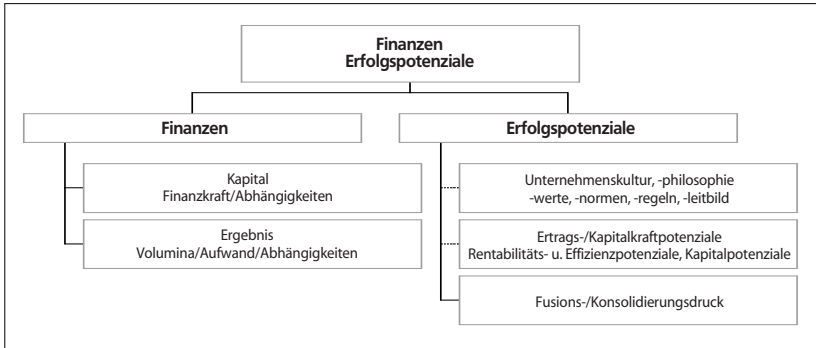 Finanzen
Erfolgspotenziale
Finanzen
Erfolgspotenziale
Kapital
Finanzkraft/Abhängigkeiten
Ergebnis
Volumina/Aufwand/Abhängigkeiten
Unternehmenskultur, -philosophie
-werte, -normen, -regeln, -leitbild
Ertrags-/Kapitalkraftpotenziale
Rentabilitäts- u. Effizienzpotenziale, Kapitalpotenziale
Fusions-/Konsolidierungsdruck